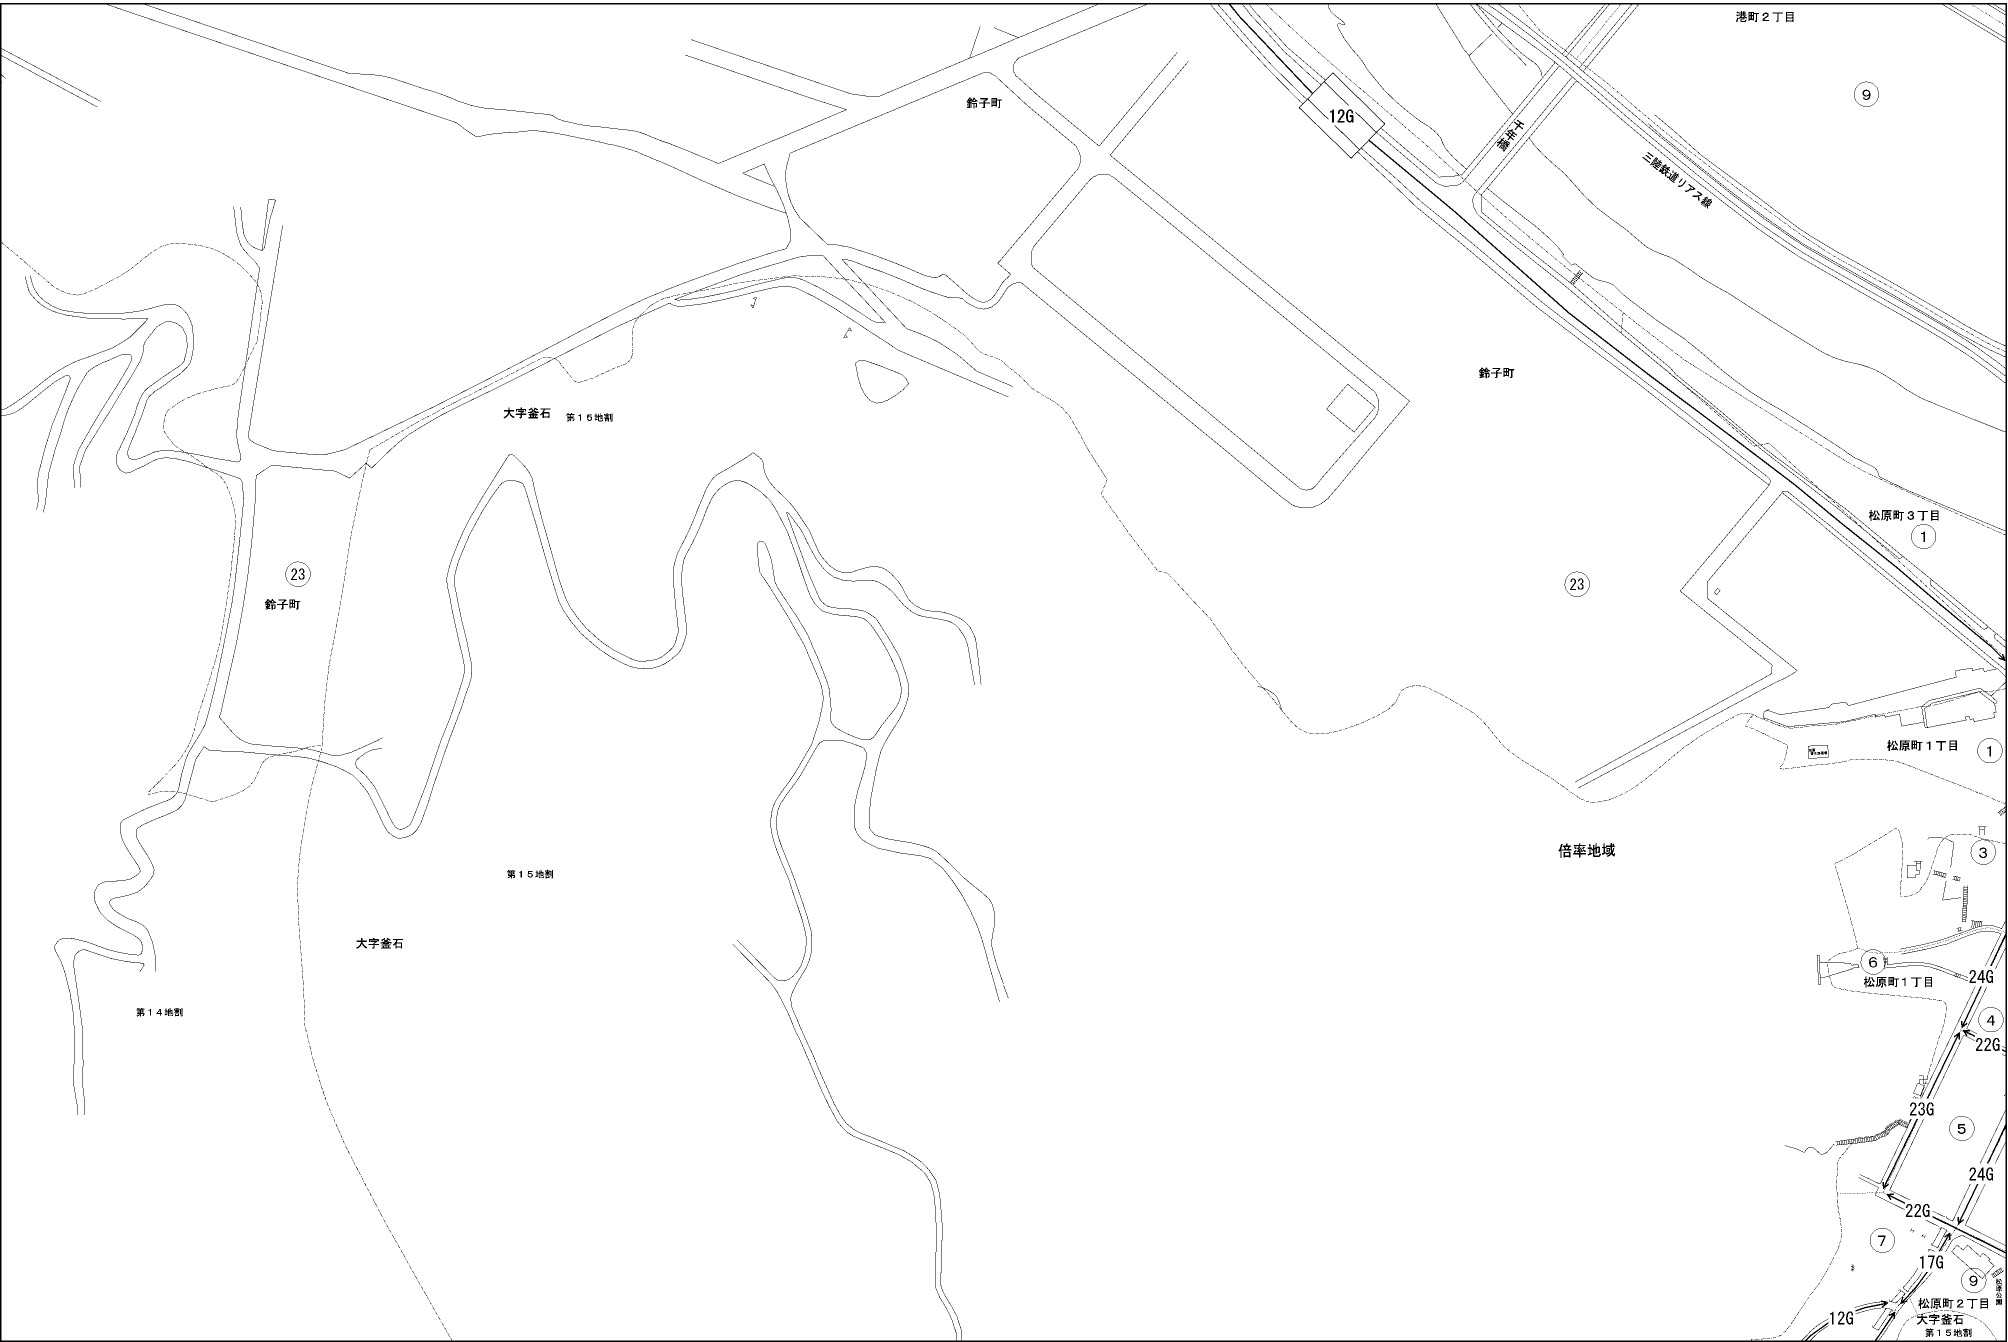 港町２丁目
9
鈴子町
12G
千年橋
三陸鉄道リアス線
鈴子町
大字釜石 第１５地割
松原町３丁目
1
23
鈴子町
23
松原町１丁目
1
倍率地域
3
第１５地割
大字釜石
6
松原町１丁目
24G
第１４地割
4
22G
23G
5
24G
22G
7
17G
9
松原公園
松原町２丁目
12G
大字釜石
第１５地割